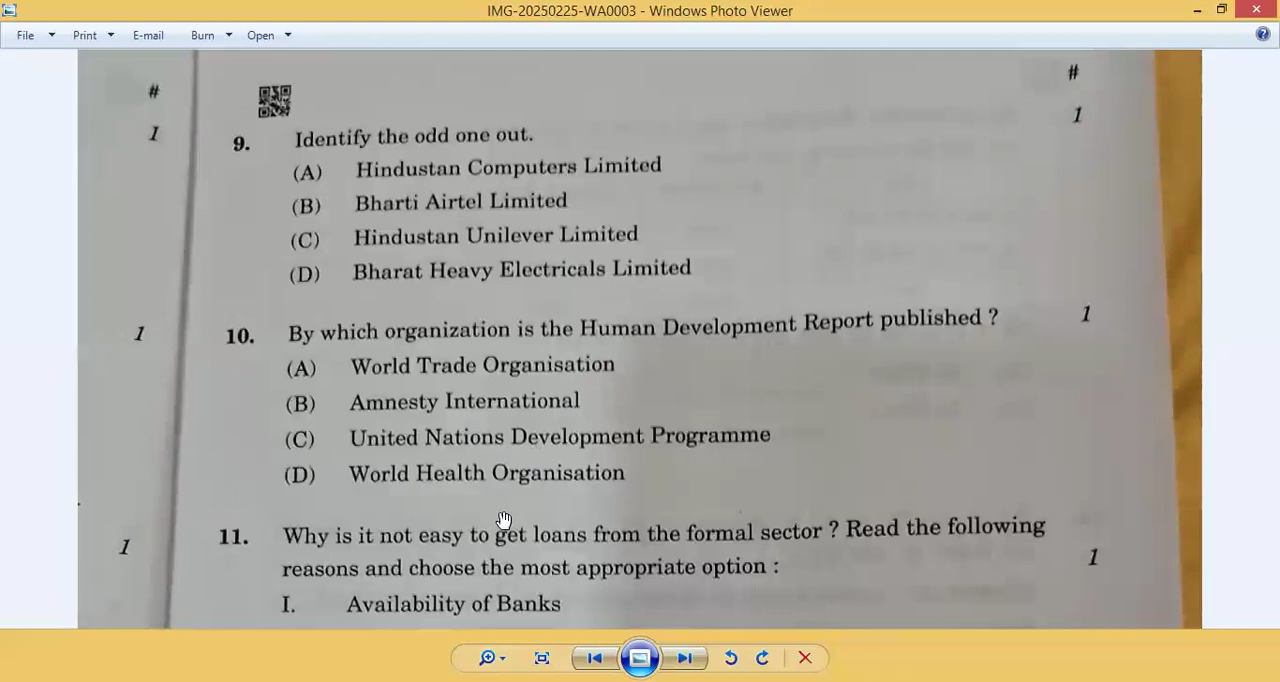 IMG-20250225-WA0003 - Windows Photo Viewer
File Print E-mail Burn Open
# #
1 9. Identify the odd one out. 1
(A) Hindustan Computers Limited
(B) Bharti Airtel Limited
(C) Hindustan Unilever Limited
(D) Bharat Heavy Electricals Limited
1 10. By which organization is the Human Development Report published ? 1
(A) World Trade Organisation
(B) Amnesty International
(C) United Nations Development Programme
(D) World Health Organisation
1 11. Why is it not easy to get loans from the formal sector ? Read the following
reasons and choose the most appropriate option : 1
I. Availability of Banks